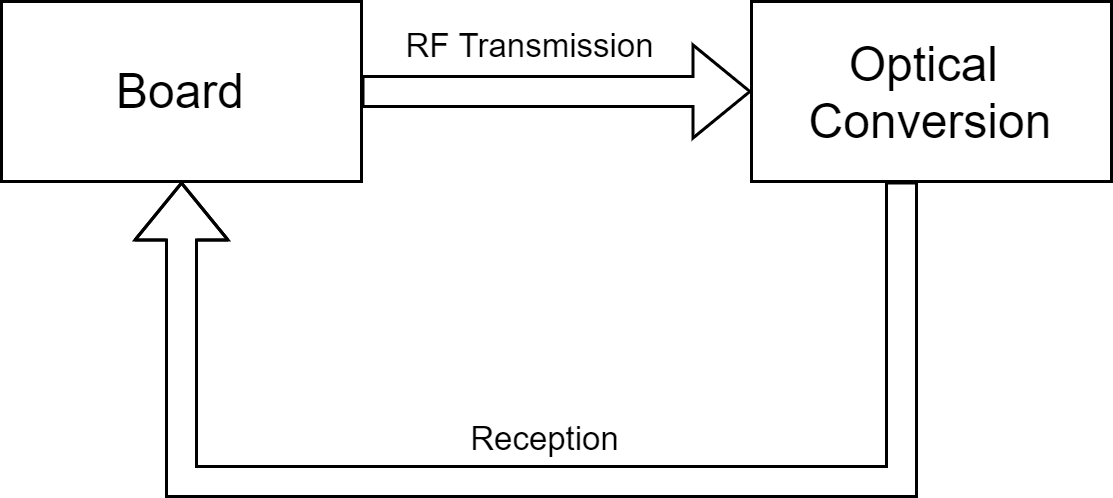 Board
RF Transmission
Optical
Conversion
Reception